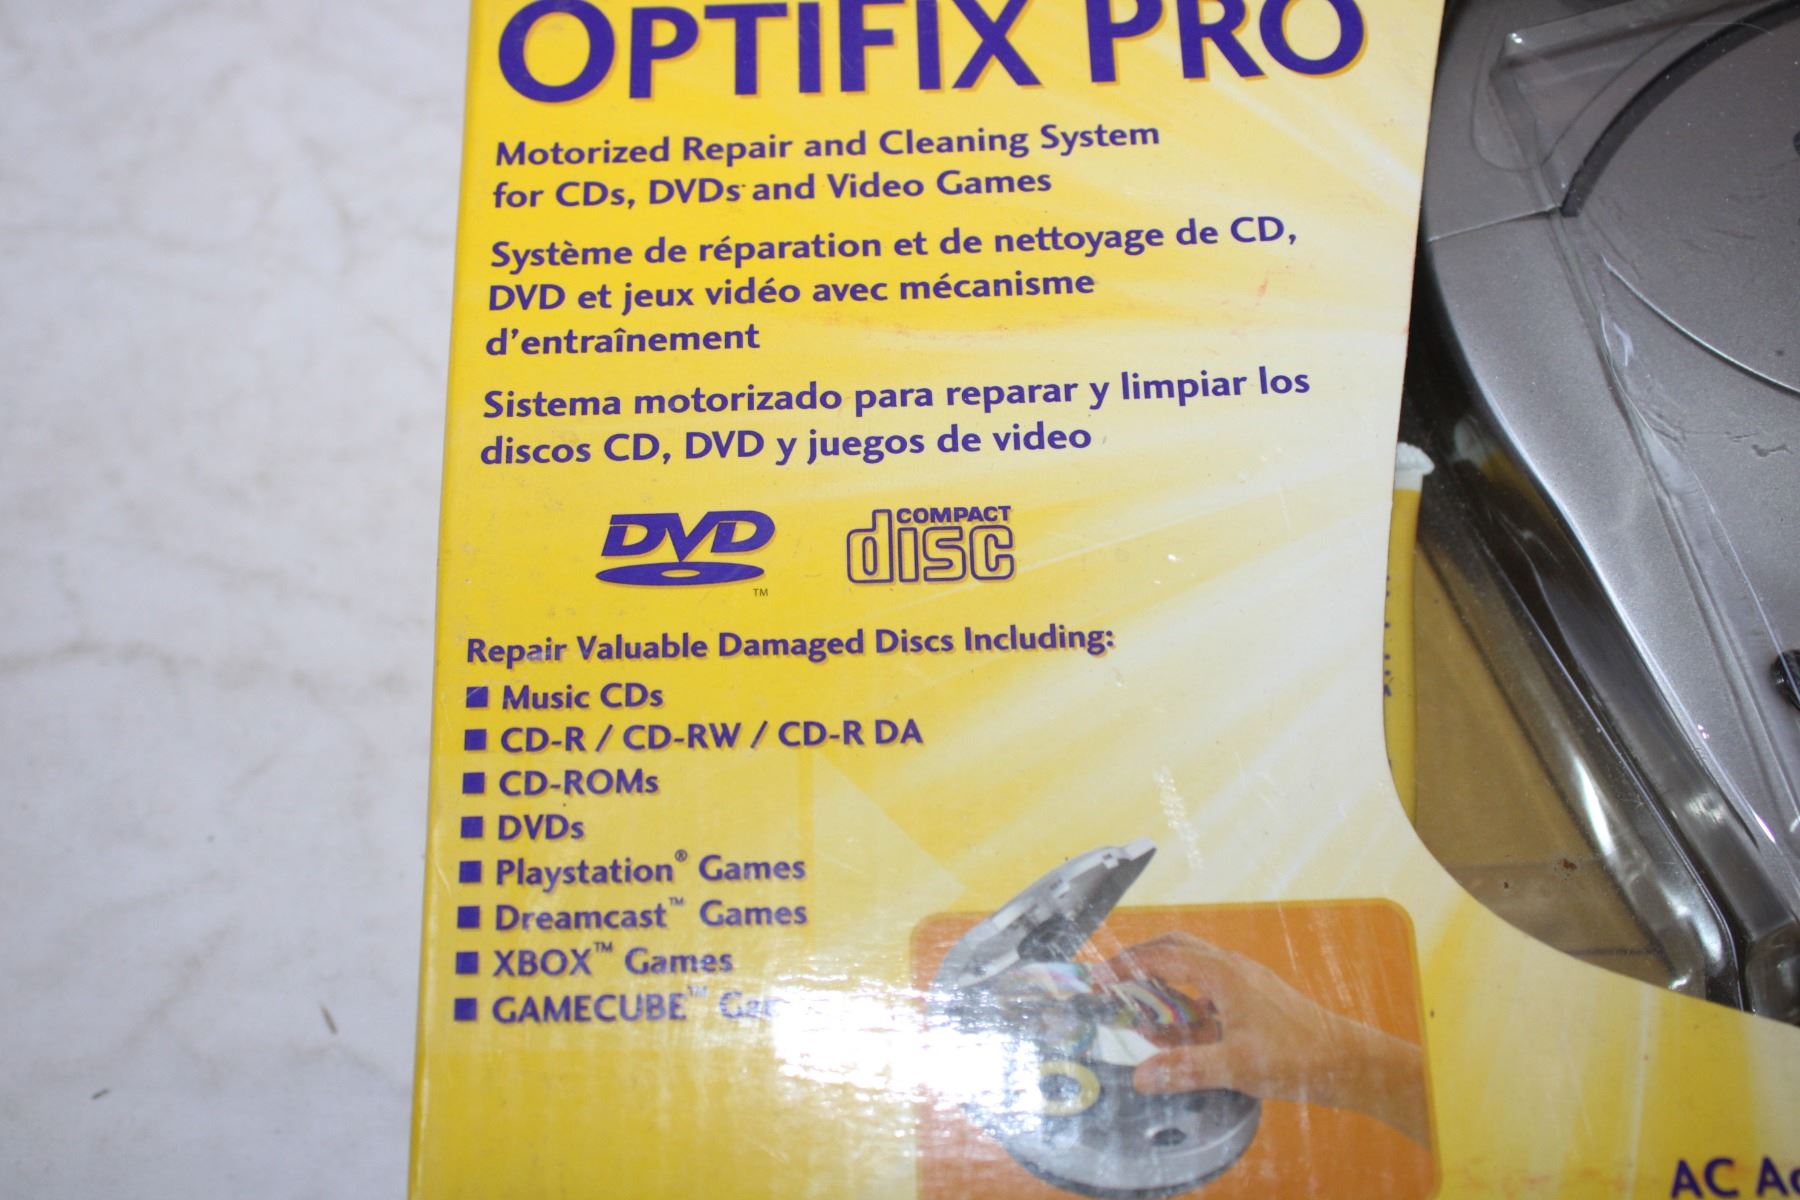 OPTIFIX PRO
Motorized Repair and Cleaning System
for CDs, DVDs and Video Games
Système de réparation et de nettoyage de CD,
DVD et jeux vidéo avec mécanisme
d'entraînement
Sistema motorizado para reparar y limpiar los
discos CD, DVD y juegos de video
DVD
TM
COMPACT
disc
Repair Valuable Damaged Discs Including:
■ Music CDs
■ CD-R / CD-RW / CD-R DA
■ CD-ROMs
■ DVDs
■ Playstation® Games
■ Dreamcast™ Games
■ XBOX™ Games
■ GAMECUBE™
AC